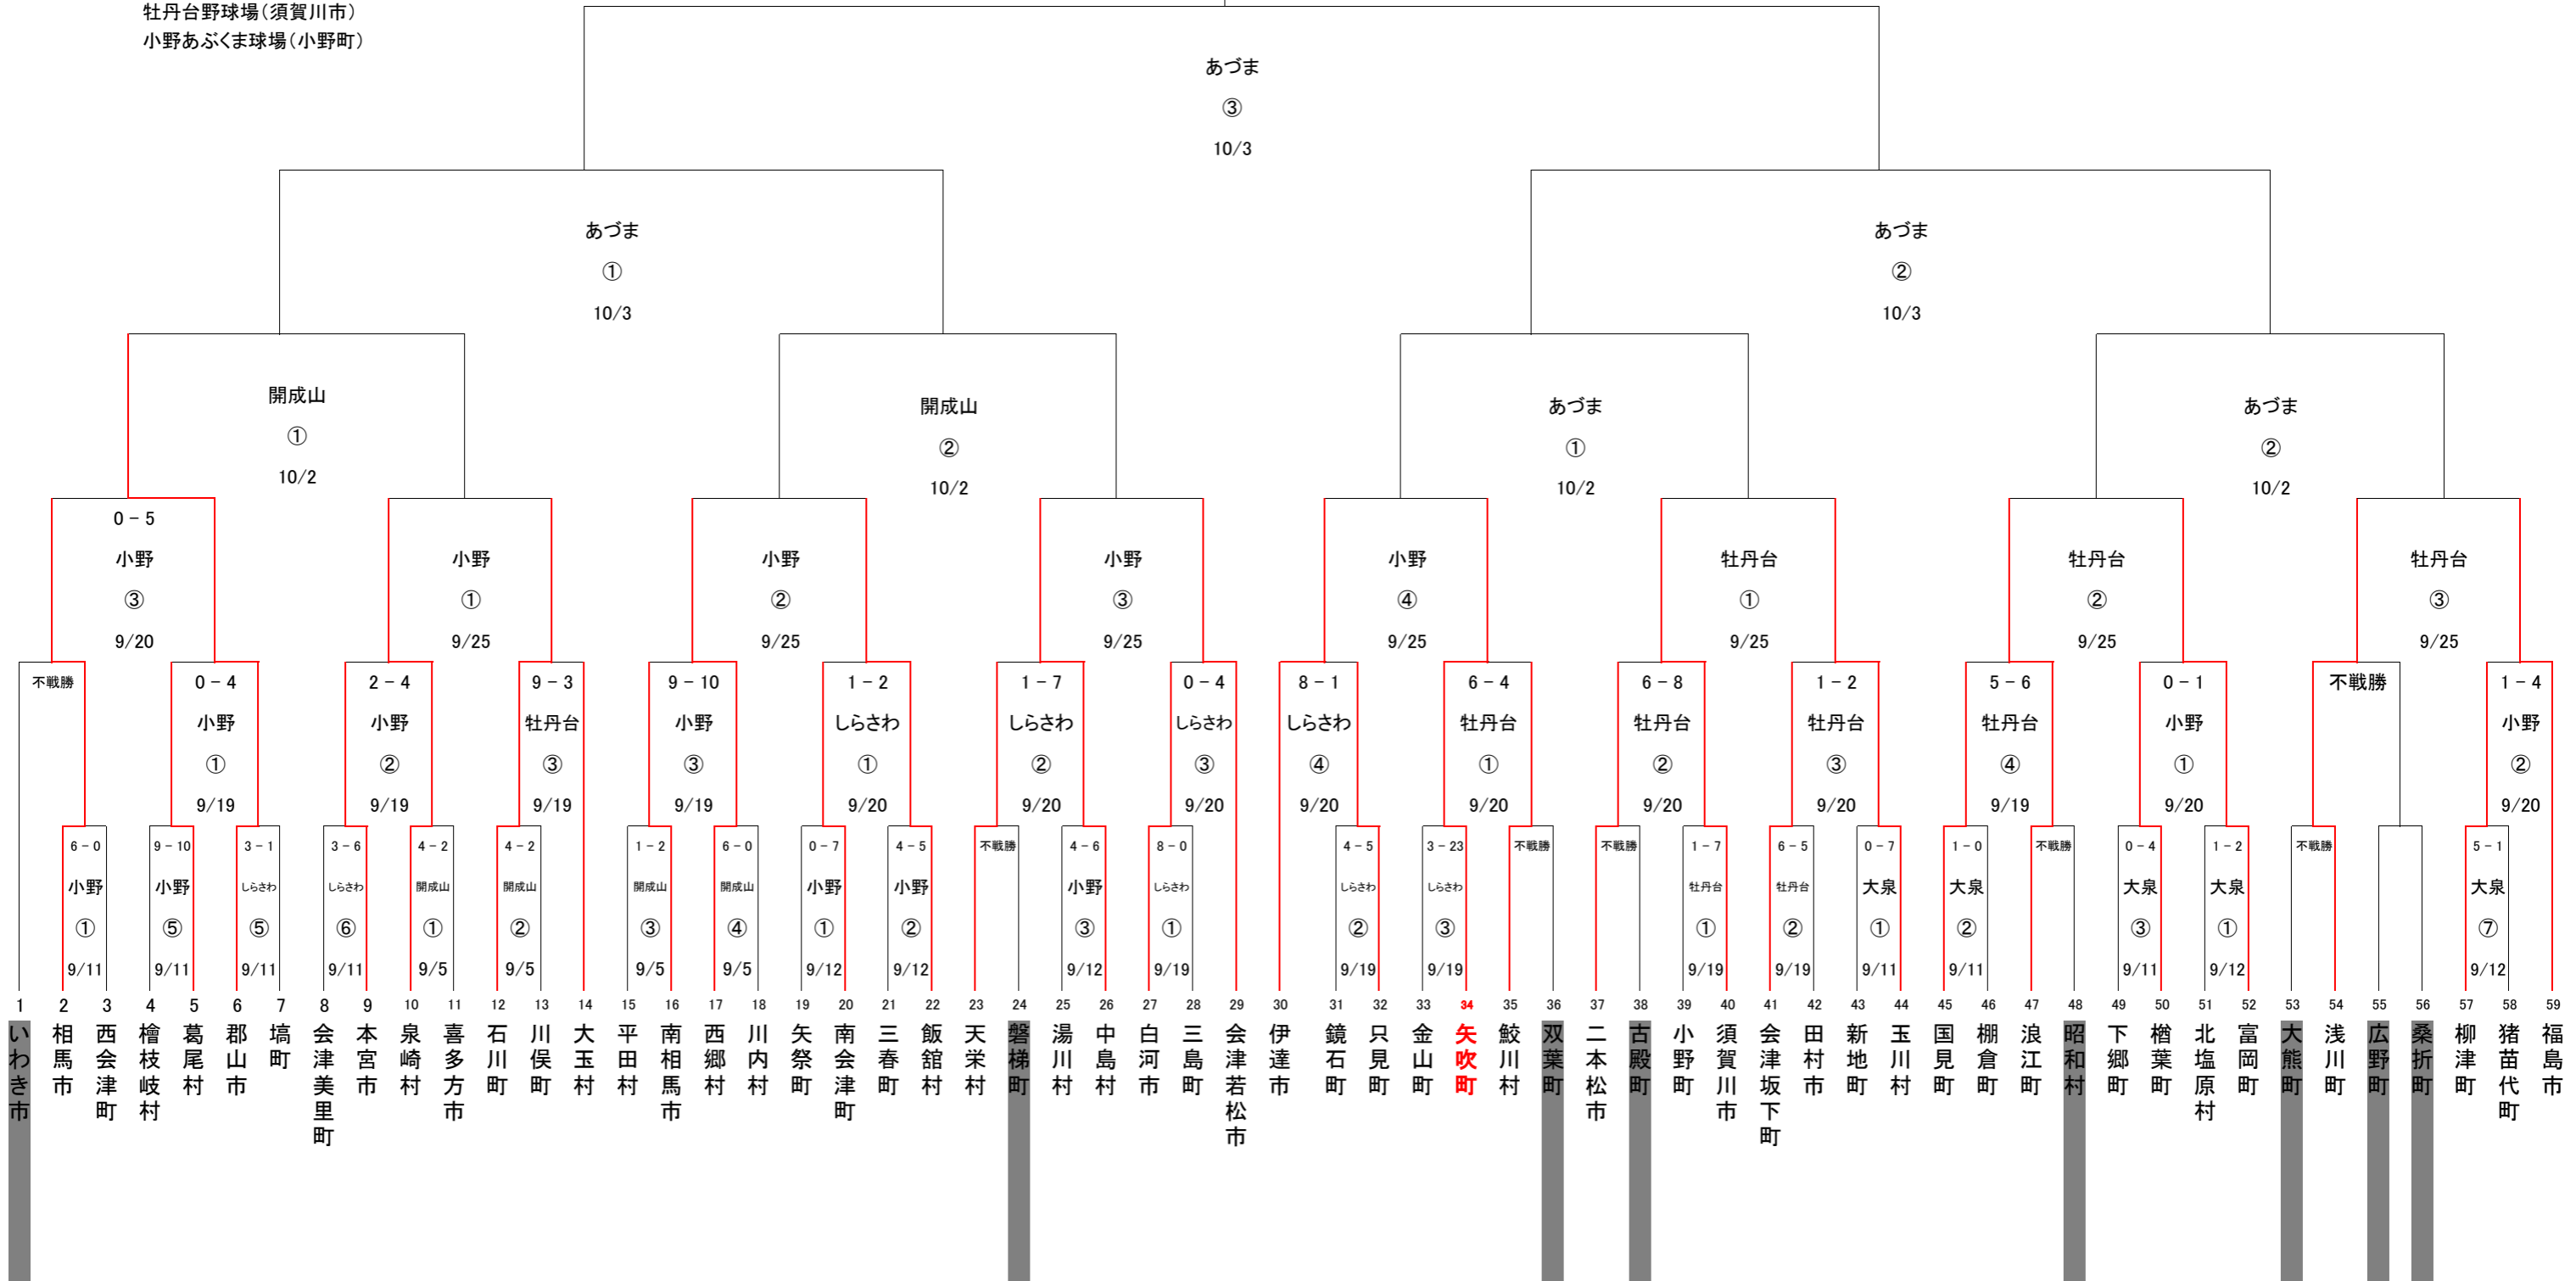 牡丹台野球場（須賀川市）
小野あぶくま球場（小野町）
あづま
③
10/3
あづま
①
10/3
あづま
②
10/3
開成山
①
10/2
開成山
②
10/2
あづま
①
10/2
あづま
②
10/2
0－5
小野
③
9/20
小野
①
9/25
小野
②
9/25
小野
③
9/25
小野
④
9/25
牡丹台
①
9/25
牡丹台
②
9/25
牡丹台
③
9/25
不戦勝
0－4
小野
①
9/19
2－4
小野
②
9/19
9－3
牡丹台
③
9/19
9－10
小野
③
9/19
1－2
しらさわ
①
9/20
1－7
しらさわ
②
9/20
0－4
しらさわ
③
9/20
8－1
しらさわ
④
9/20
6－4
牡丹台
①
9/20
6－8
牡丹台
②
9/20
1－2
牡丹台
③
9/20
5－6
牡丹台
④
9/19
0－1
小野
①
9/20
不戦勝
1－4
小野
②
9/20
6－0
小野
①
9/11
9－10
小野
⑤
9/11
3－1
しらさわ
⑤
9/11
3－6
しらさわ
⑥
9/11
4－2
開成山
①
9/5
4－2
開成山
②
9/5
1－2
開成山
③
9/5
6－0
開成山
④
9/5
0－7
小野
①
9/12
4－5
小野
②
9/12
不戦勝
4－6
小野
③
9/12
8－0
しらさわ
①
9/19
4－5
しらさわ
②
9/19
3－23
しらさわ
③
9/19
不戦勝
不戦勝
1－7
牡丹台
①
9/19
6－5
牡丹台
②
9/19
0－7
大泉
①
9/11
1－0
大泉
②
9/11
不戦勝
0－4
大泉
③
9/11
1－2
大泉
①
9/12
不戦勝
5－1
大泉
⑦
9/12
1
いわき市
2
相馬市
3
西会津町
4
檜枝岐村
5
葛尾村
6
郡山市
7
塙町
8
会津美里町
9
本宮市
10
泉崎村
11
喜多方市
12
石川町
13
川俣町
14
大玉村
15
平田村
16
南相馬市
17
西郷村
18
川内村
19
矢祭町
20
南会津町
21
三春町
22
飯舘村
23
天栄村
24
磐梯町
25
湯川村
26
中島村
27
白河市
28
三島町
29
会津若松市
30
伊達市
31
鏡石町
32
只見町
33
金山町
34
矢吹町
35
鮫川村
36
双葉町
37
二本松市
38
古殿町
39
小野町
40
須賀川市
41
会津坂下町
42
田村市
43
新地町
44
玉川村
45
国見町
46
棚倉町
47
浪江町
48
昭和村
49
下郷町
50
楢葉町
51
北塩原村
52
富岡町
53
大熊町
54
浅川町
55
広野町
56
桑折町
57
柳津町
58
猪苗代町
59
福島市